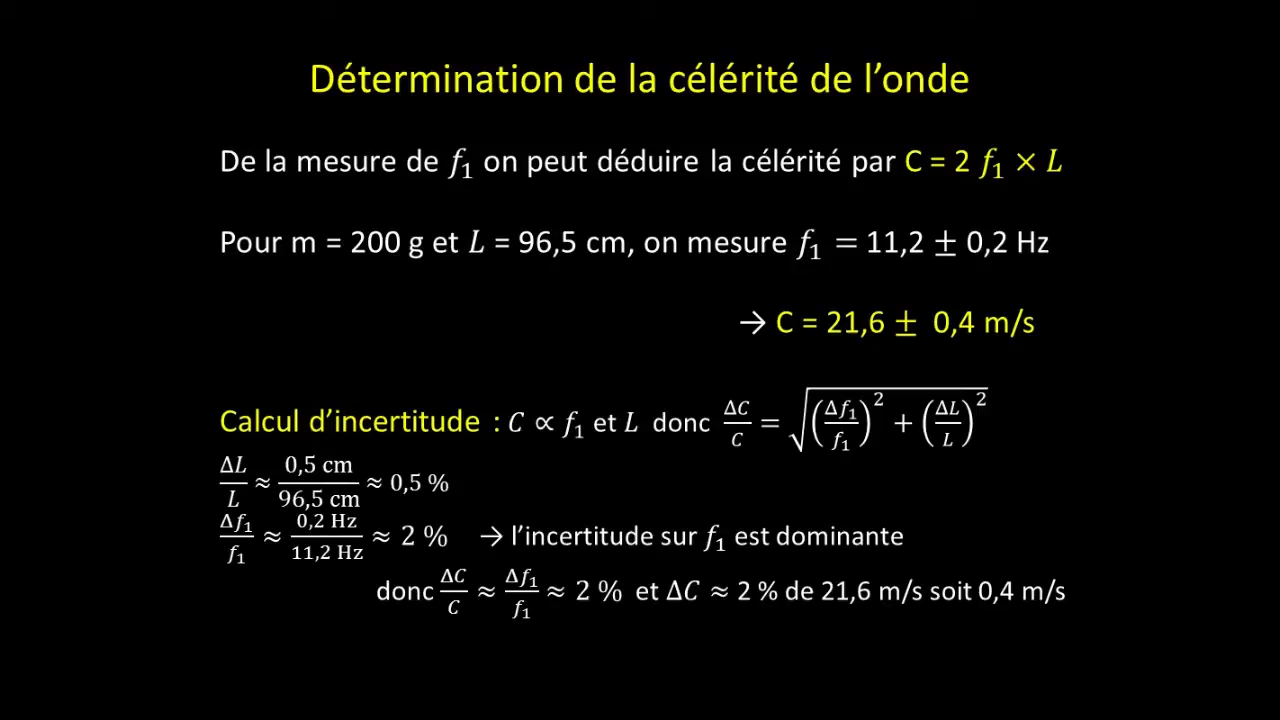 Détermination de la célérité de l’onde
De la mesure de f₁ on peut déduire la célérité par C = 2 f₁ × L
Pour m = 200 g et L = 96,5 cm, on mesure f₁ = 11,2 ± 0,2 Hz
→ C = 21,6 ± 0,4 m/s
Calcul d’incertitude : C ∝ f₁ et L donc ΔC/C = √((Δf₁/f₁)² + (ΔL/L)²)
ΔL/L ≈ 0,5 cm/96,5 cm ≈ 0,5 %
Δf₁/f₁ ≈ 0,2 Hz/11,2 Hz ≈ 2 % → l’incertitude sur f₁ est dominante
donc ΔC/C ≈ Δf₁/f₁ ≈ 2 % et ΔC ≈ 2 % de 21,6 m/s soit 0,4 m/s